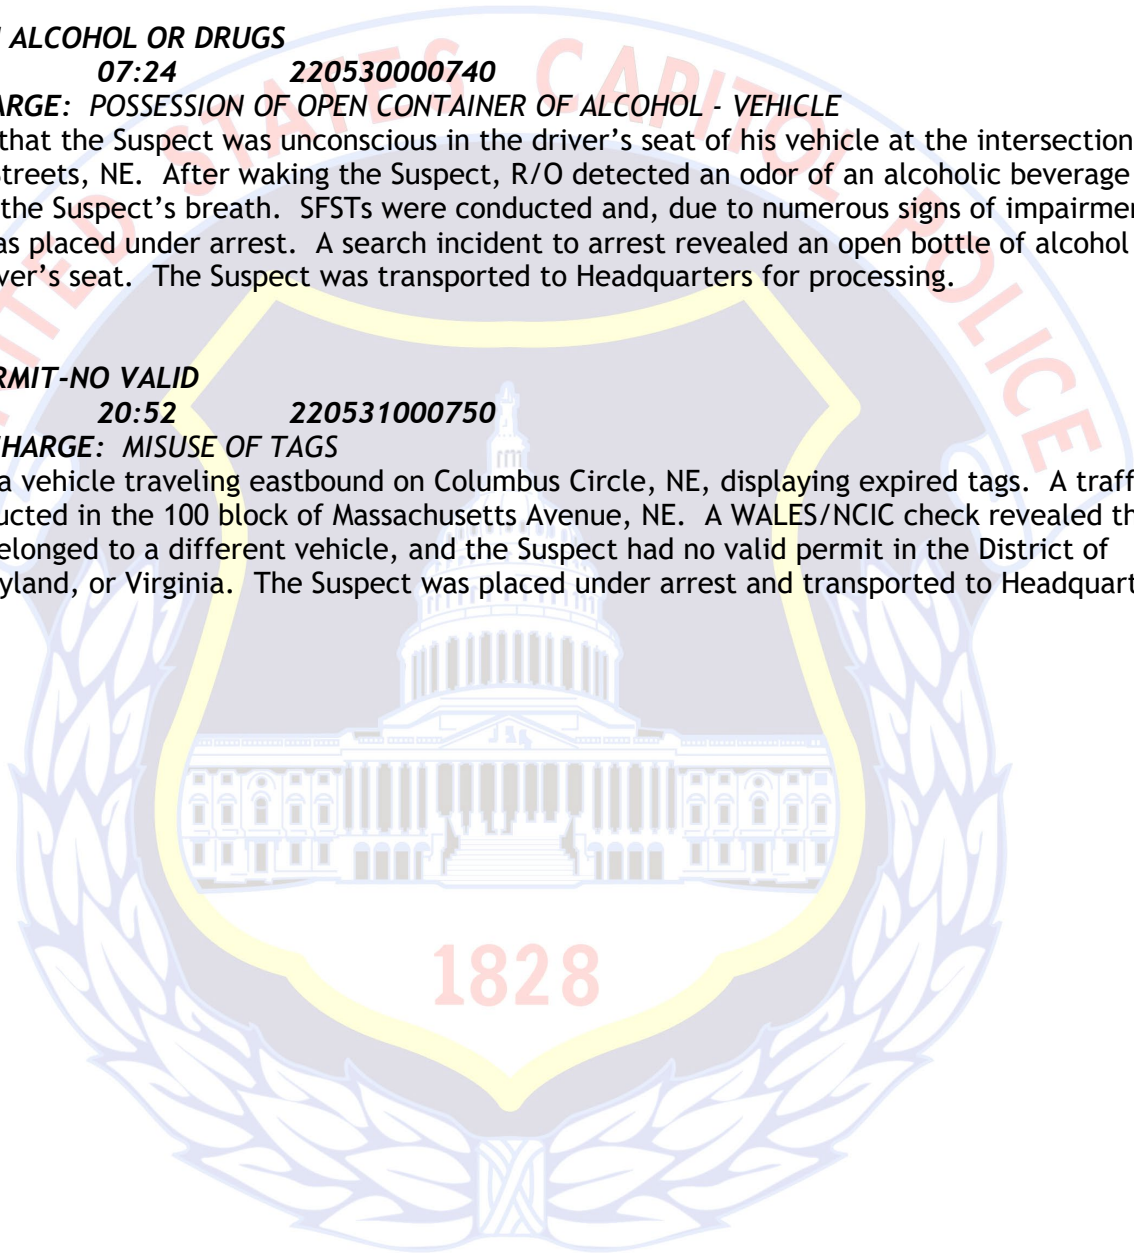 ALCOHOL OR DRUGS
07:24 220530000740
ARGE: POSSESSION OF OPEN CONTAINER OF ALCOHOL - VEHICLE
that the Suspect was unconscious in the driver’s seat of his vehicle at the intersection
Streets, NE. After waking the Suspect, R/O detected an odor of an alcoholic beverage
the Suspect’s breath. SFSTs were conducted and, due to numerous signs of impairmen
as placed under arrest. A search incident to arrest revealed an open bottle of alcohol
ver’s seat. The Suspect was transported to Headquarters for processing.
RMIT-NO VALID
20:52 220531000750
HARGE: MISUSE OF TAGS
a vehicle traveling eastbound on Columbus Circle, NE, displaying expired tags. A traff
ucted in the 100 block of Massachusetts Avenue, NE. A WALES/NCIC check revealed th
elonged to a different vehicle, and the Suspect had no valid permit in the District of
yland, or Virginia. The Suspect was placed under arrest and transported to Headquart
ITED STATES CAPITOL POLICE
1828